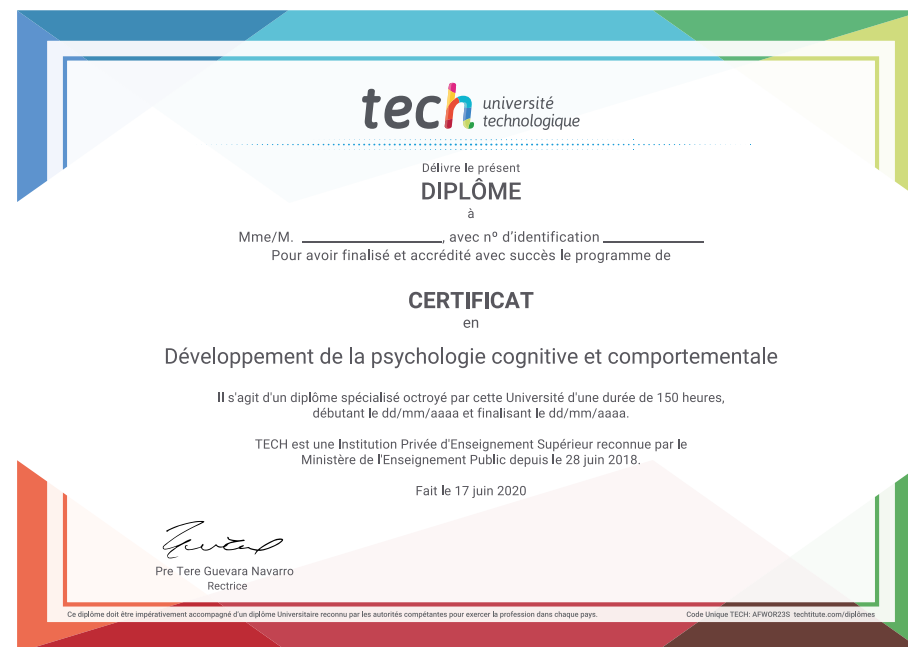 tech université
technologique
Délivre le présent
DIPLÔME
à
Mme/M. ____________, avec nº d'identification ____________
Pour avoir finalisé et accrédité avec succès le programme de
CERTIFICAT
en
Développement de la psychologie cognitive et comportementale
Il s'agit d'un diplôme spécialisé octroyé par cette Université d'une durée de 150 heures,
débutant le dd/mm/aaaa et finalisant le dd/mm/aaaa.
TECH est une Institution Privée d'Enseignement Supérieur reconnue par le
Ministère de l'Enseignement Public depuis le 28 juin 2018.
Fait le 17 juin 2020
Pre Tere Guevara Navarro
Rectrice
Ce diplôme doit être impérativement accompagné d'un diplôme Universitaire reconnu par les autorités compétentes pour exercer la profession dans chaque pays.
Code Unique TECH: AFWOR23S techtitute.com/diplômes